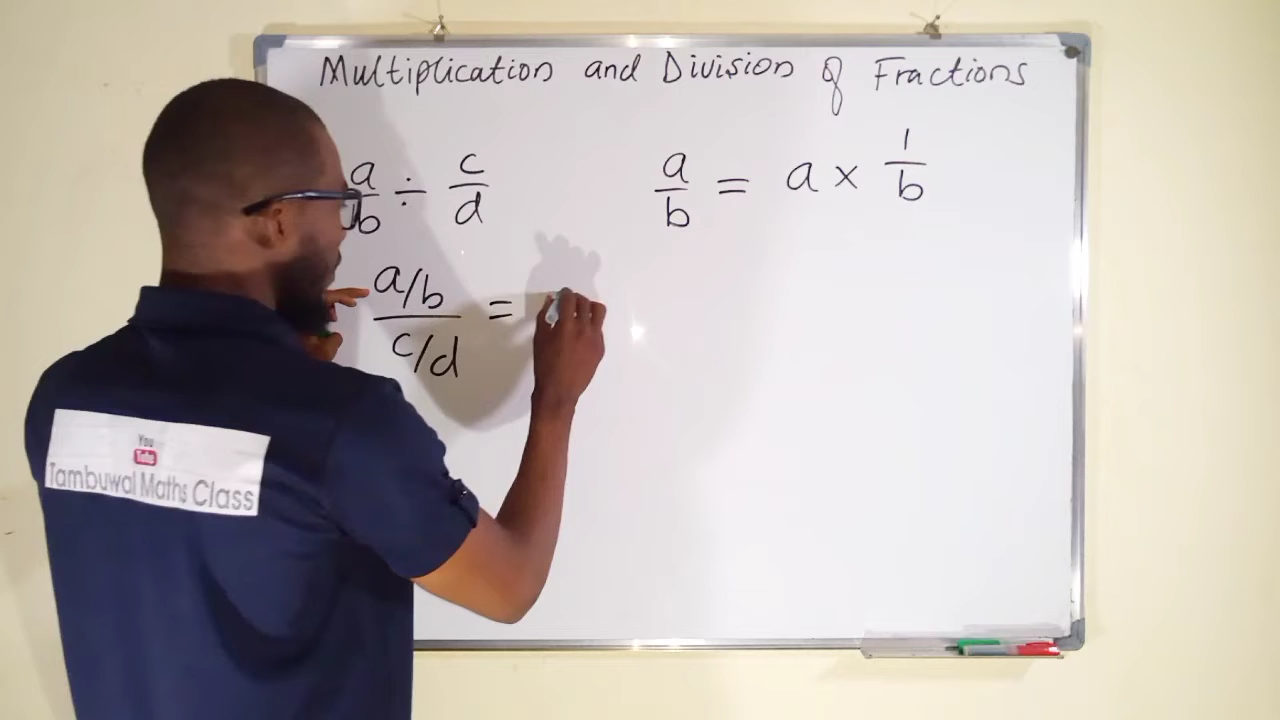 Multiplication and Division of Fractions
a/b ÷ c/d
a/b = a × 1/b
a/b
c/d =
You
Tube
Tambuwal Maths Class